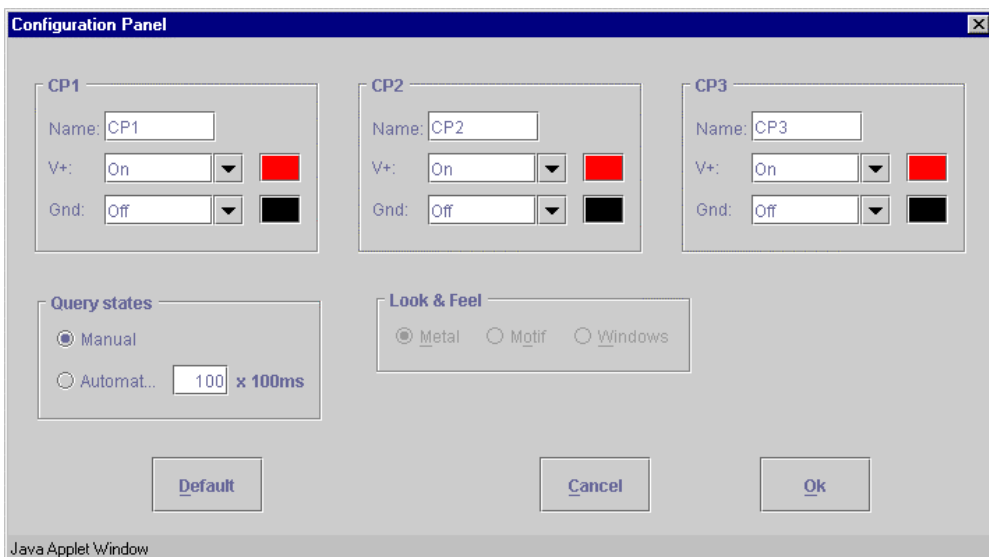 Configuration Panel
CP1
Name: CP1
V+: On
Gnd: Off
CP2
Name: CP2
V+: On
Gnd: Off
CP3
Name: CP3
V+: On
Gnd: Off
Query states
Manual
Automat... 100 x 100ms
Look & Feel
Metal Motif Windows
Default Cancel Ok
Java Applet Window